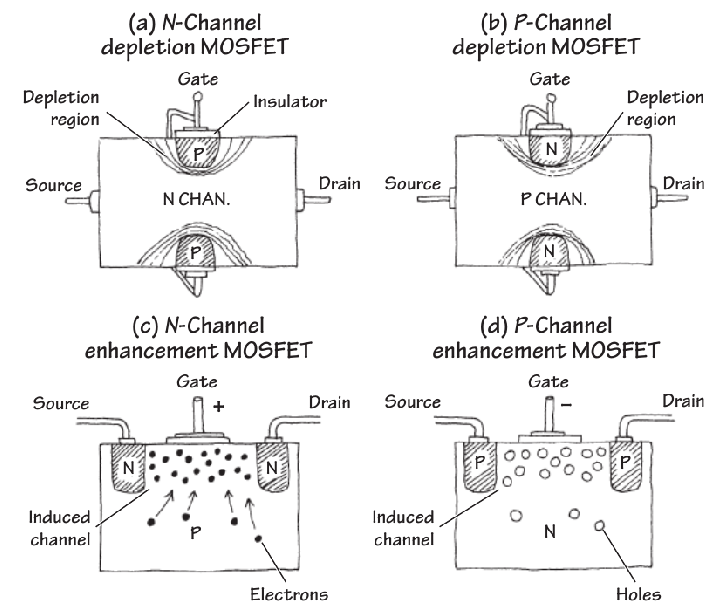 (a) N-Channel
depletion MOSFET
Gate
Depletion
region
Insulator
P
Source
N CHAN.
Drain
P
(b) P-Channel
depletion MOSFET
Gate
Depletion
region
N
Source
P CHAN.
Drain
N
(c) N-Channel
enhancement MOSFET
Gate
Source
+
Drain
N
N
Induced
channel
P
Electrons
(d) P-Channel
enhancement MOSFET
Gate
Source
–
Drain
P
P
Induced
channel
N
Holes